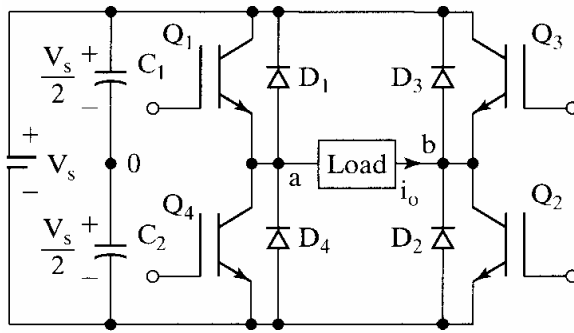 Q1
Q3
+
Vs/2
−
C1
D1
D3
+
Vs
−
0
a
Load
b
io
Q4
Q2
+
Vs/2
−
C2
D4
D2